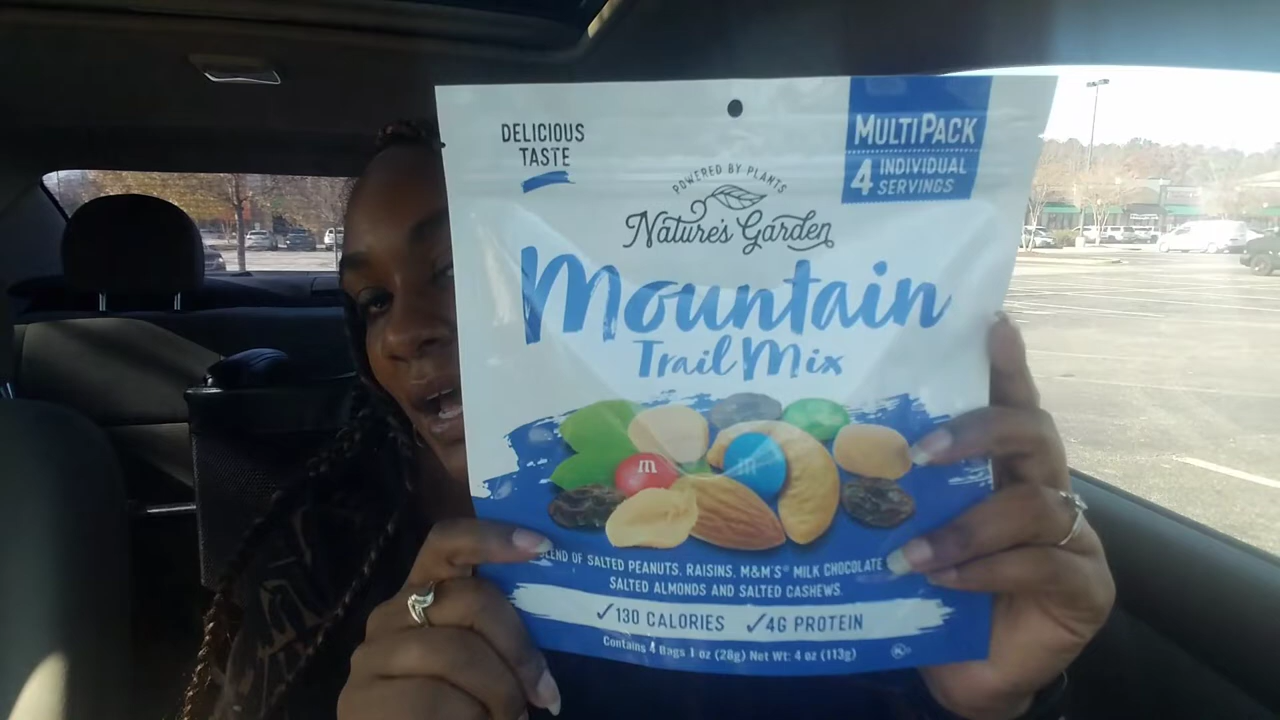 DELICIOUS
TASTE
MULTIPACK
4 INDIVIDUAL
SERVINGS
POWERED BY PLANTS
Nature's Garden
Mountain
Trail Mix
m
m
BLEND OF SALTED PEANUTS, RAISINS, M&M'S® MILK CHOCOLATE
SALTED ALMONDS AND SALTED CASHEWS.
✓130 CALORIES ✓4G PROTEIN
Contains 4 Bags 1 oz (28g) Net Wt: 4 oz (113g)